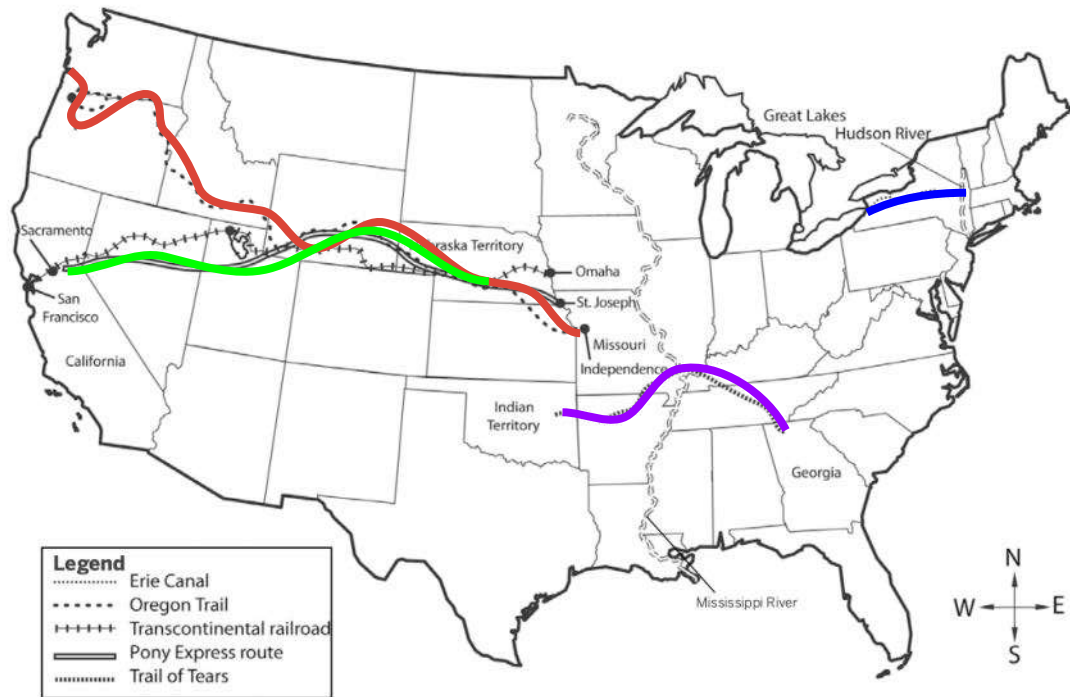 Great Lakes
Hudson River
Sacramento
raska Territory
Omaha
St. Joseph
San
Francisco
Missouri
California
Independence
Indian
Territory
Georgia
Legend
Erie Canal
Oregon Trail
Transcontinental railroad
Pony Express route
Trail of Tears
Mississippi River
N
W
E
S